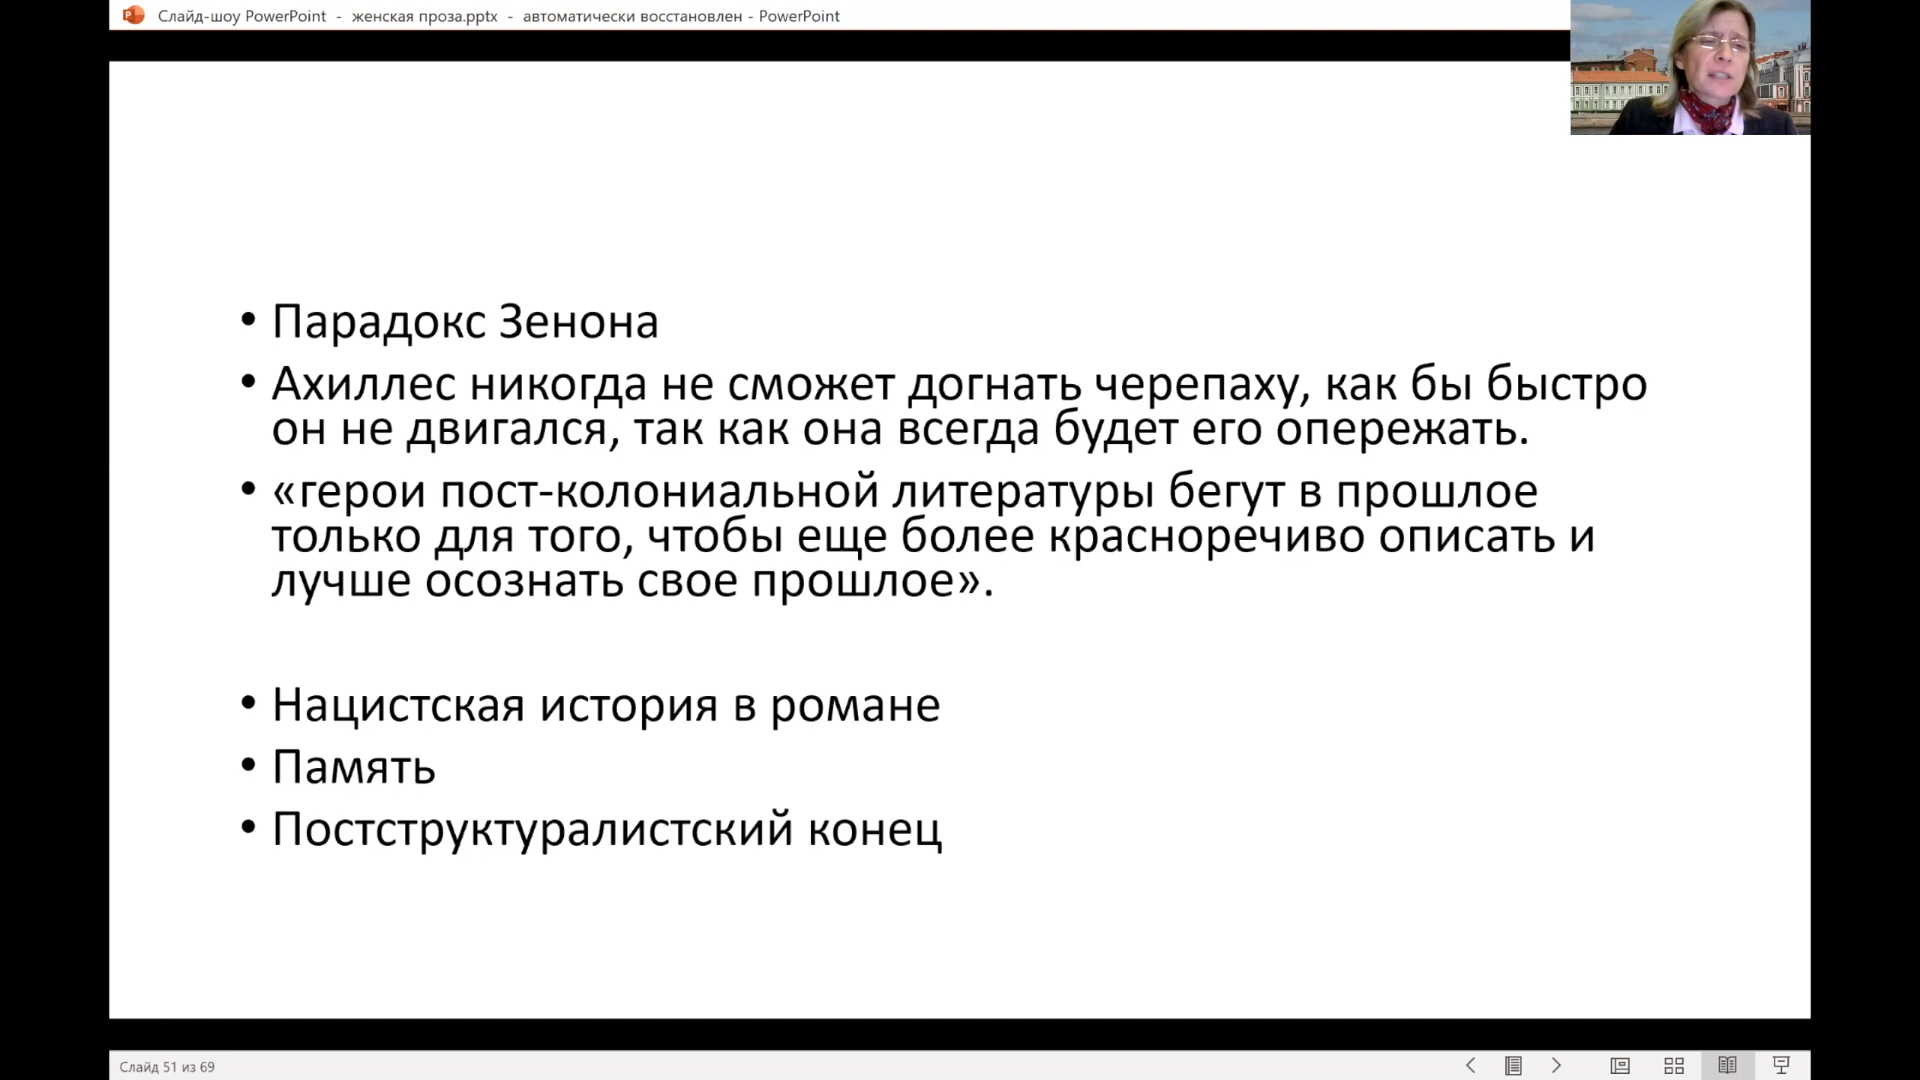 Слайд-шоу PowerPoint - женская проза.pptx - автоматически восстановлен - PowerPoint
• Парадокс Зенона
• Ахиллес никогда не сможет догнать черепаху, как бы быстро
он не двигался, так как она всегда будет его опережать.
• «герои пост-колониальной литературы бегут в прошлое
только для того, чтобы еще более красноречиво описать и
лучше осознать свое прошлое».
• Нацистская история в романе
• Память
• Постструктуралистский конец
Слайд 51 из 69